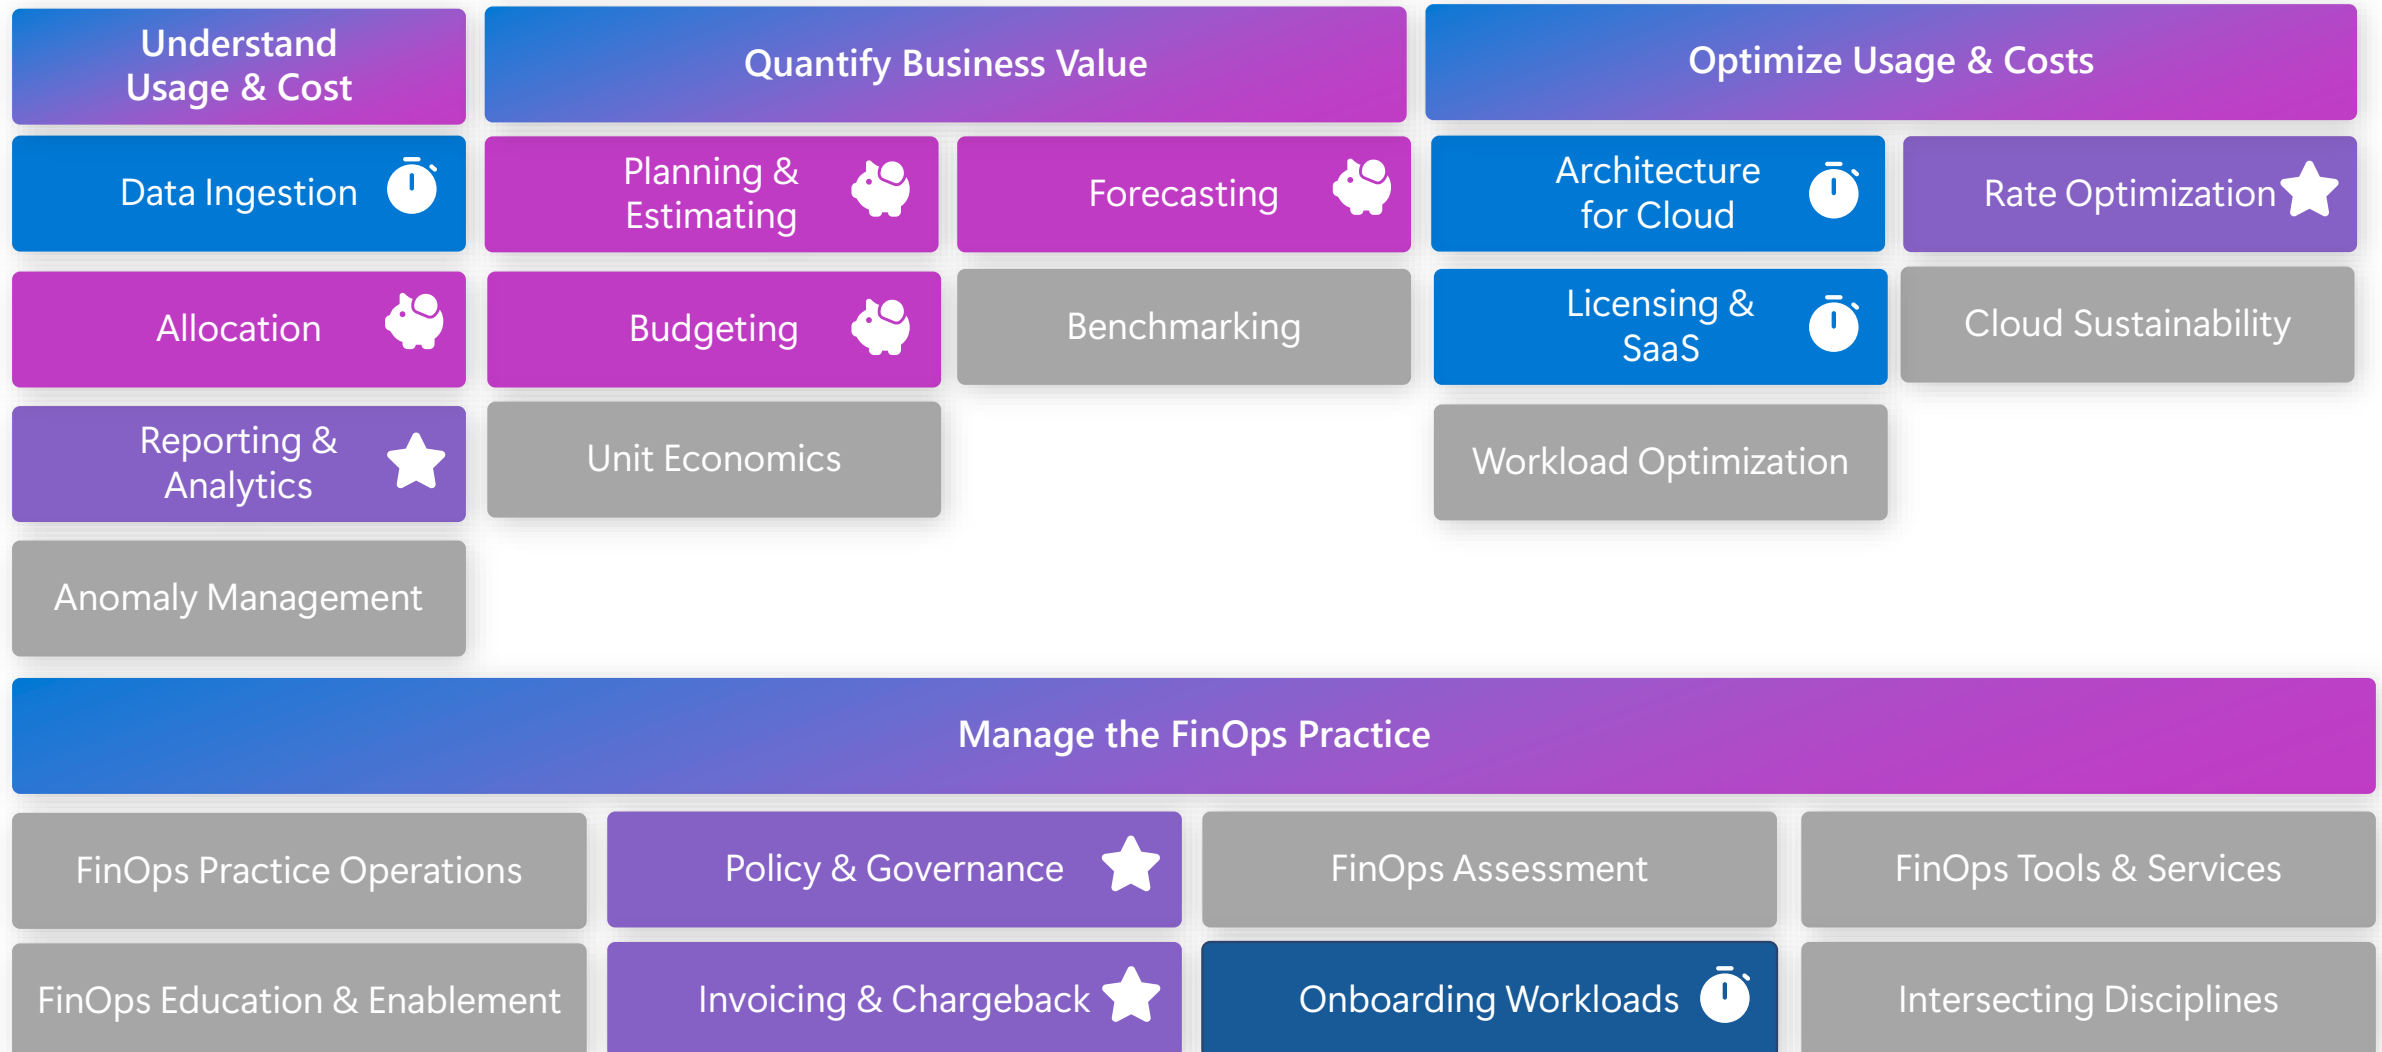 Understand
Usage & Cost
Quantify Business Value
Optimize Usage & Costs
Data Ingestion
Planning &
Estimating
Forecasting
Architecture
for Cloud
Rate Optimization
Allocation
Budgeting
Benchmarking
Licensing &
SaaS
Cloud Sustainability
Reporting &
Analytics
Unit Economics
Workload Optimization
Anomaly Management
Manage the FinOps Practice
FinOps Practice Operations
Policy & Governance
FinOps Assessment
FinOps Tools & Services
FinOps Education & Enablement
Invoicing & Chargeback
Onboarding Workloads
Intersecting Disciplines